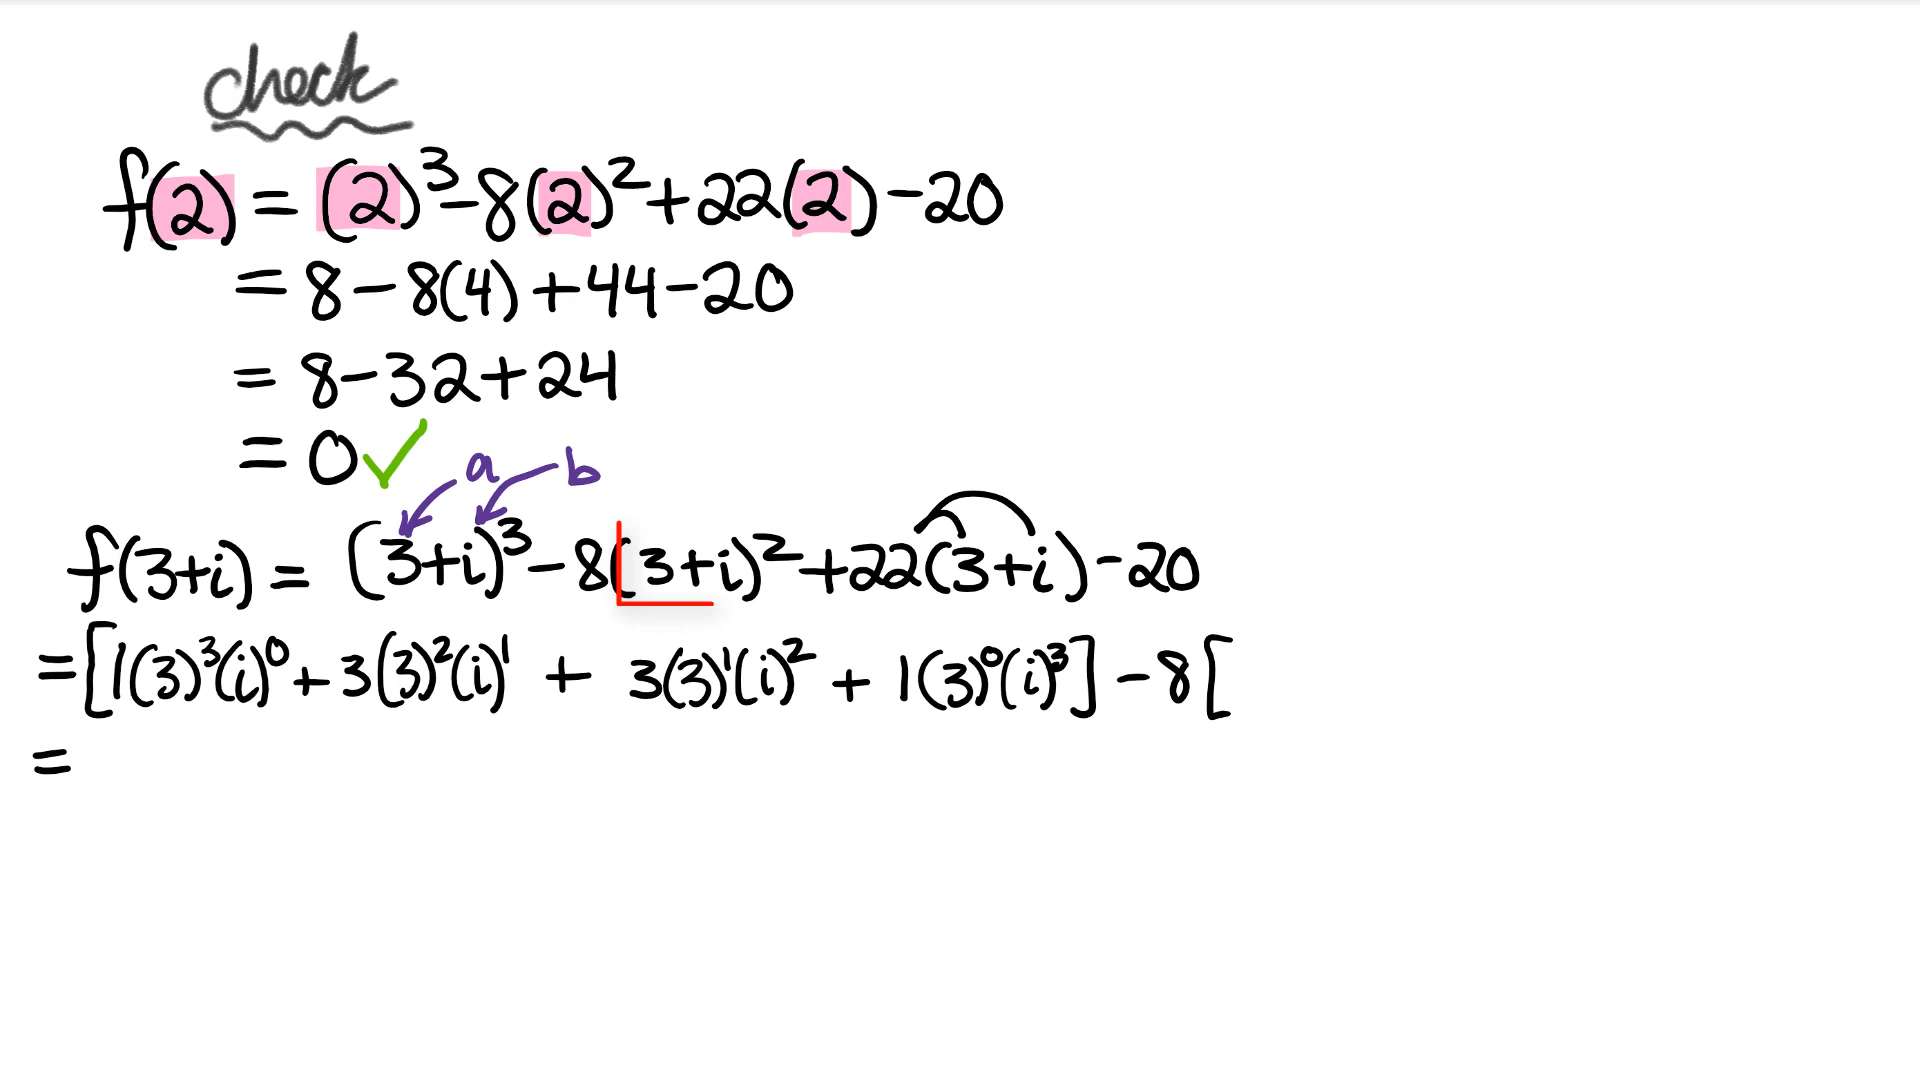 check
f(2) = (2)³ - 8(2)² + 22(2) - 20
= 8 - 8(4) + 44 - 20
= 8 - 32 + 24
= 0 ✓
a b
f(3+i) = (3+i)³ - 8(3+i)² + 22(3+i) - 20
= [1(3)³(i)⁰ + 3(3)²(i)¹ + 3(3)¹(i)² + 1(3)⁰(i)³] - 8[
=